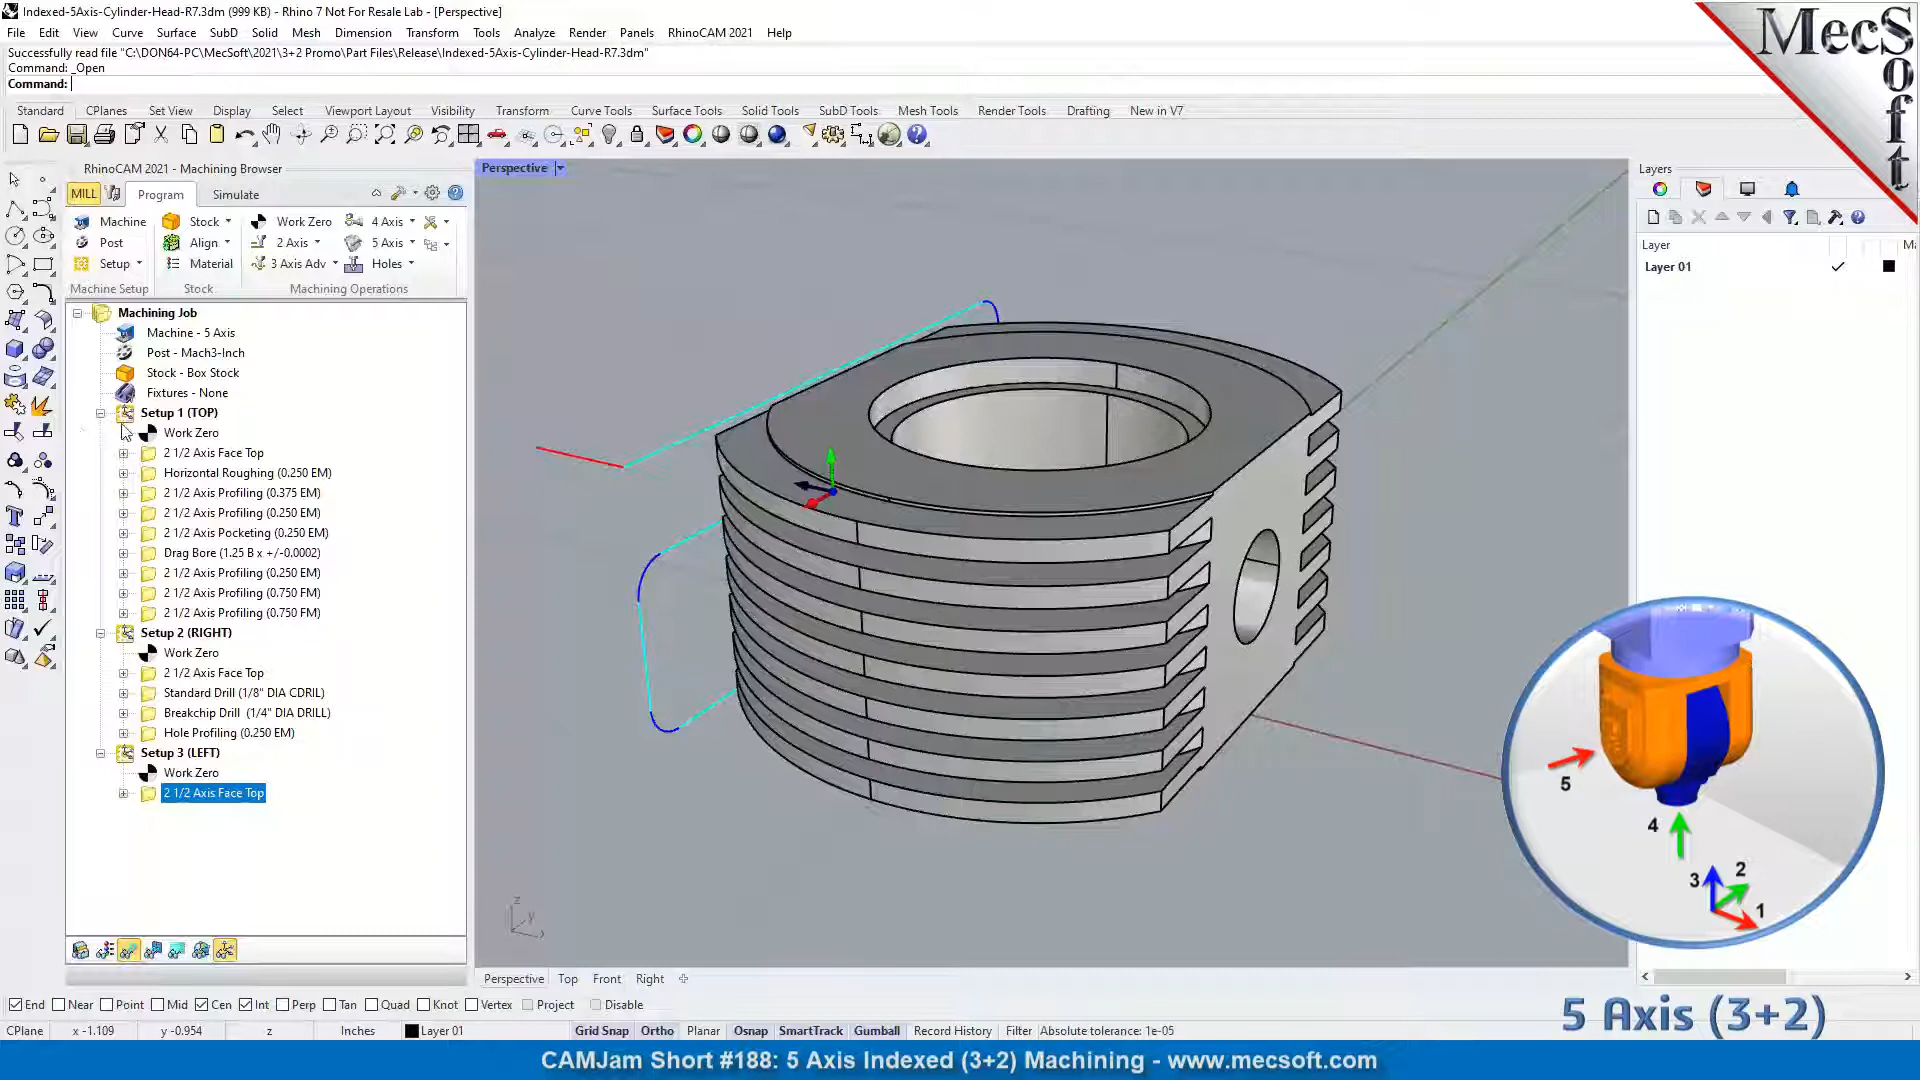 Indexed-5Axis-Cylinder-Head-R7.3dm (999 KB) - Rhino 7 Not For Resale Lab - [Perspective]
File Edit View Curve Surface SubD Solid Mesh Dimension Transform Tools Analyze Render Panels RhinoCAM 2021 Help
Successfully read file "C:\DON64-PC\MecSoft\2021\3+2 Promo\Part Files\Release\Indexed-5Axis-Cylinder-Head-R7.3dm"
Command: _Open
Command:
MecSoft
Standard CPlanes Set View Display Select Viewport Layout Visibility Transform Curve Tools Surface Tools Solid Tools SubD Tools Mesh Tools Render Tools Drafting New in V7
RhinoCAM 2021 - Machining Browser
MILL Program Simulate
Machine Stock Work Zero 4 Axis
Post Align 2 Axis 5 Axis
Setup Material 3 Axis Adv Holes
Machine Setup Stock Machining Operations
Machining Job
Machine - 5 Axis
Post - Mach3-Inch
Stock - Box Stock
Fixtures - None
Setup 1 (TOP)
Work Zero
2 1/2 Axis Face Top
Horizontal Roughing (0.250 EM)
2 1/2 Axis Profiling (0.375 EM)
2 1/2 Axis Profiling (0.250 EM)
2 1/2 Axis Pocketing (0.250 EM)
Drag Bore (1.25 B x +/-0.0002)
2 1/2 Axis Profiling (0.250 EM)
2 1/2 Axis Profiling (0.750 FM)
2 1/2 Axis Profiling (0.750 FM)
Setup 2 (RIGHT)
Work Zero
2 1/2 Axis Face Top
Standard Drill (1/8" DIA CDRIL)
Breakchip Drill (1/4" DIA DRILL)
Hole Profiling (0.250 EM)
Setup 3 (LEFT)
Work Zero
2 1/2 Axis Face Top
Perspective
z
y
x
Layers
Layer Ma
Layer 01
5
4
3
2
1
Perspective Top Front Right
End Near Point Mid Cen Int Perp Tan Quad Knot Vertex Project Disable
CPlane x -1.109 y -0.954 z Inches Layer 01 Grid Snap Ortho Planar Osnap SmartTrack Gumball Record History Filter Absolute tolerance: 1e-05
5 Axis (3+2)
CAMJam Short #188: 5 Axis Indexed (3+2) Machining - www.mecsoft.com